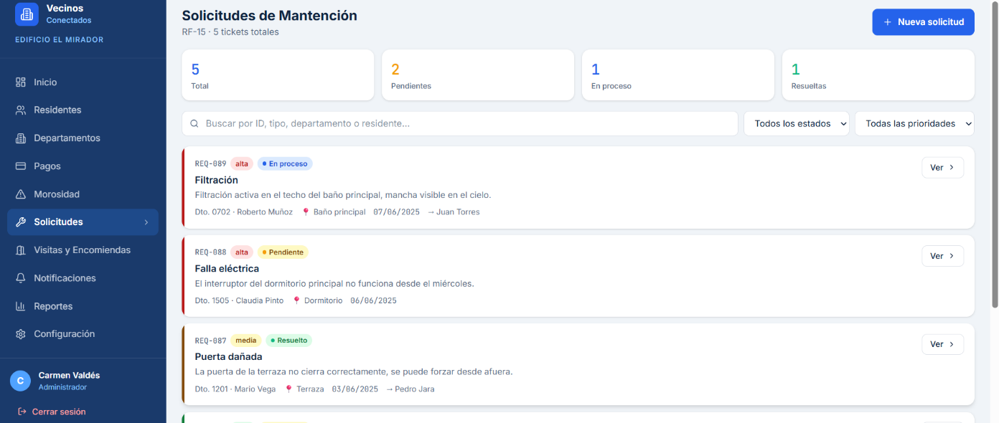 Vecinos
Conectados
EDIFICIO EL MIRADOR
Inicio
Residentes
Departamentos
Pagos
Morosidad
Solicitudes
Visitas y Encomiendas
Notificaciones
Reportes
Configuración
C
Carmen Valdés
Administrador
Cerrar sesión
Solicitudes de Mantención
RF-15 · 5 tickets totales
+ Nueva solicitud
5
Total
2
Pendientes
1
En proceso
1
Resueltas
Buscar por ID, tipo, departamento o residente...
Todos los estados
Todas las prioridades
REQ-089 alta En proceso
Ver
Filtración
Filtración activa en el techo del baño principal, mancha visible en el cielo.
Dto. 0702 · Roberto Muñoz 📍 Baño principal 07/06/2025 → Juan Torres
REQ-088 alta Pendiente
Ver
Falla eléctrica
El interruptor del dormitorio principal no funciona desde el miércoles.
Dto. 1505 · Claudia Pinto 📍 Dormitorio 06/06/2025
REQ-087 media Resuelto
Ver
Puerta dañada
La puerta de la terraza no cierra correctamente, se puede forzar desde afuera.
Dto. 1201 · Mario Vega 📍 Terraza 03/06/2025 → Pedro Jara